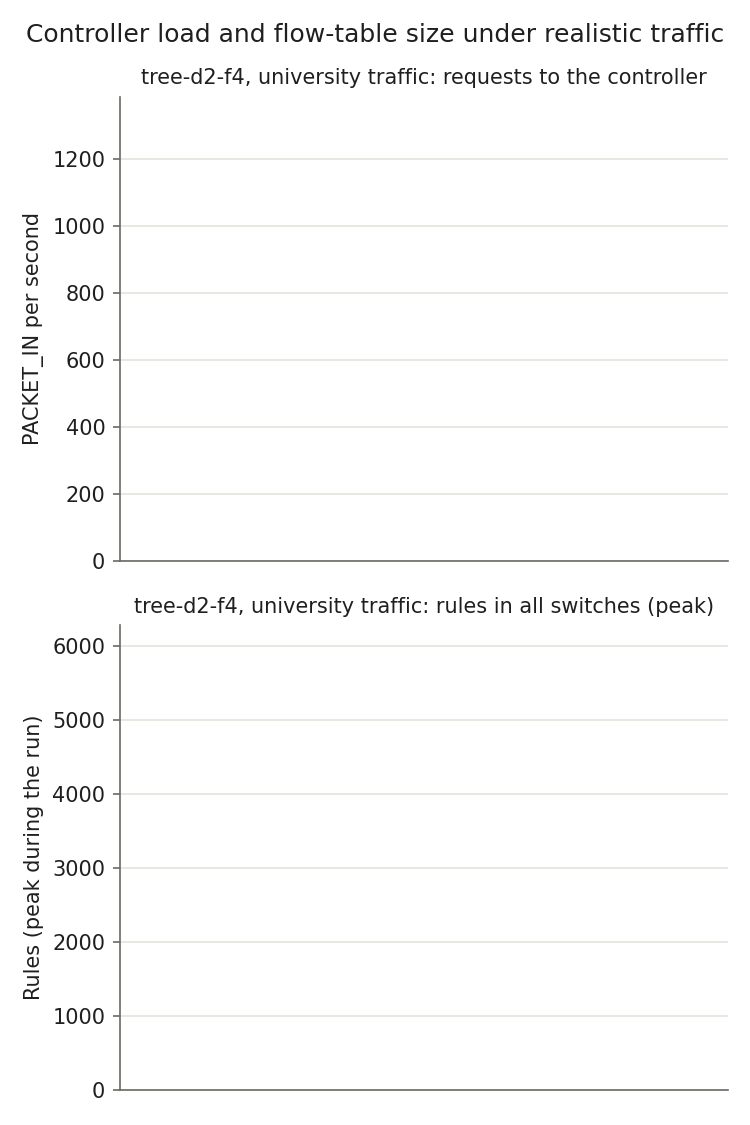 Controller load and flow-table size under realistic traffic
tree-d2-f4, university traffic: requests to the controller
PACKET_IN per second
1200
1000
800
600
400
200
0
tree-d2-f4, university traffic: rules in all switches (peak)
Rules (peak during the run)
6000
5000
4000
3000
2000
1000
0